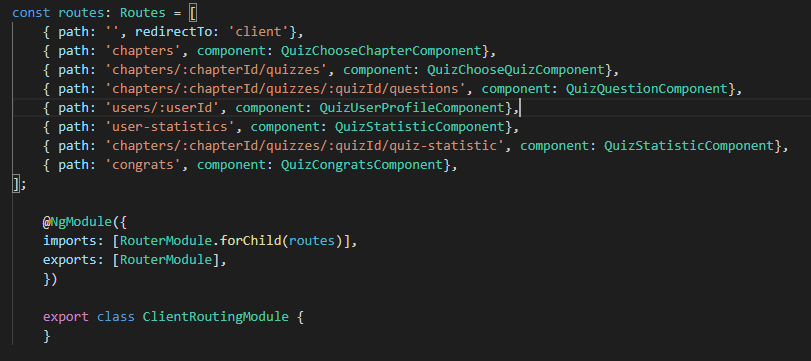 const routes: Routes = [
{ path: '', redirectTo: 'client'},
{ path: 'chapters', component: QuizChooseChapterComponent},
{ path: 'chapters/:chapterId/quizzes', component: QuizChooseQuizComponent},
{ path: 'chapters/:chapterId/quizzes/:quizId/questions', component: QuizQuestionComponent},
{ path: 'users/:userId', component: QuizUserProfileComponent},
{ path: 'user-statistics', component: QuizStatisticComponent},
{ path: 'chapters/:chapterId/quizzes/:quizId/quiz-statistic', component: QuizStatisticComponent},
{ path: 'congrats', component: QuizCongratsComponent},
];
@NgModule({
imports: [RouterModule.forChild(routes)],
exports: [RouterModule],
})
export class ClientRoutingModule {
}